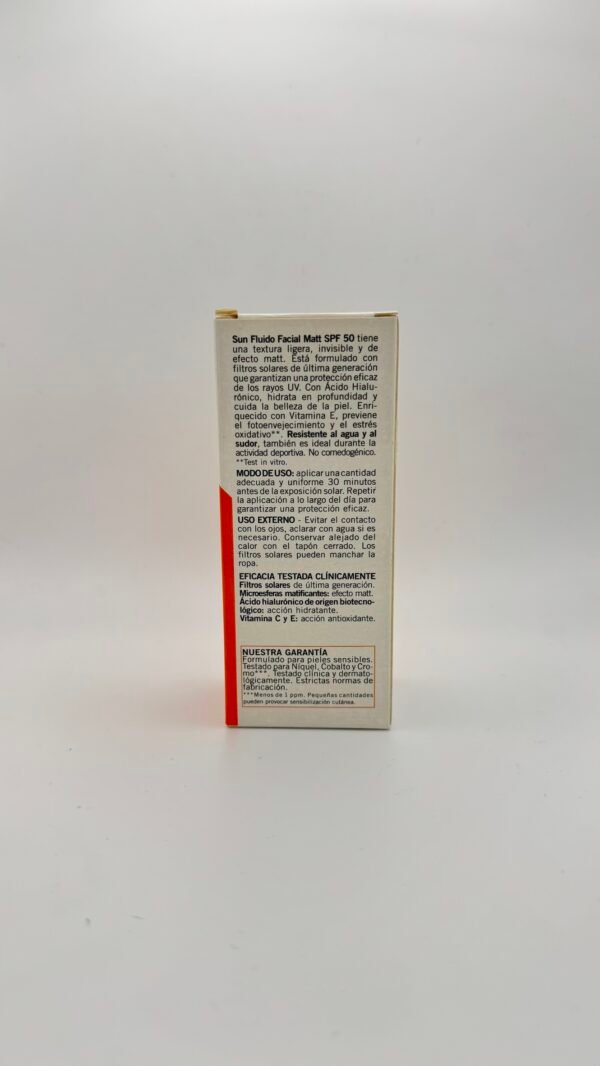 Sun Fluido Facial Matt SPF 50 tiene
una textura ligera, invisible y de
efecto matt. Está formulado con
filtros solares de última generación
que garantizan una protección eficaz
de los rayos UV. Con Ácido Hialu-
rónico, hidrata en profundidad y
cuida la belleza de la piel. Enri-
quecido con Vitamina E, previene
el fotoenvejecimiento y el estrés
oxidativo**. Resistente al agua y al
sudor, también es ideal durante la
actividad deportiva. No comedogénico.
**Test in vitro.
MODO DE USO: aplicar una cantidad
adecuada y uniforme 30 minutos
antes de la exposición solar. Repetir
la aplicación a lo largo del día para
garantizar una protección eficaz.
USO EXTERNO - Evitar el contacto
con los ojos, aclarar con agua si es
necesario. Conservar alejado del
calor con el tapón cerrado. Los
filtros solares pueden manchar la
ropa.
EFICACIA TESTADA CLÍNICAMENTE
Filtros solares de última generación.
Microesferas matificantes: efecto matt.
Ácido hialurónico de origen biotecno-
lógico: acción hidratante.
Vitamina C y E: acción antioxidante.
NUESTRA GARANTÍA
Formulado para pieles sensibles.
Testado para Níquel, Cobalto y Cro-
mo***. Testado clínica y dermato-
lógicamente. Estrictas normas de
fabricación.
***Menos de 1 ppm. Pequeñas cantidades
pueden provocar sensibilización cutánea.